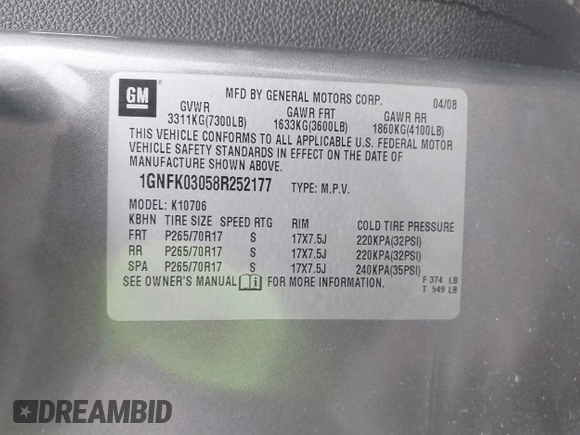 GM
MFD BY GENERAL MOTORS CORP. 04/08
GVWR GAWR FRT GAWR RR
3311KG(7300LB) 1633KG(3600LB) 1860KG(4100LB)
THIS VEHICLE CONFORMS TO ALL APPLICABLE U.S. FEDERAL MOTOR
VEHICLE SAFETY STANDARDS IN EFFECT ON THE DATE OF
MANUFACTURE SHOWN ABOVE.
1GNFK03058R252177 TYPE: M.P.V.
MODEL: K10706
KBHN TIRE SIZE SPEED RTG RIM COLD TIRE PRESSURE
FRT P265/70R17 S 17X7.5J 220KPA(32PSI)
RR P265/70R17 S 17X7.5J 220KPA(32PSI)
SPA P265/70R17 S 17X7.5J 240KPA(35PSI)
SEE OWNER'S MANUAL i FOR MORE INFORMATION.
F 374 LB
T 949 LB
DREAMBID